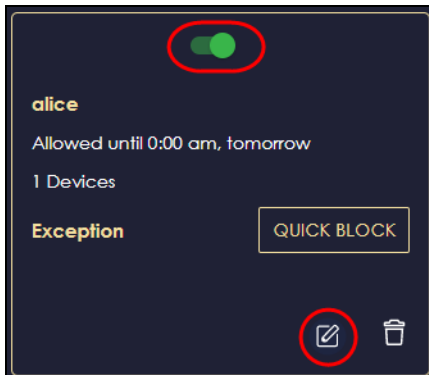 alice
Allowed until 0:00 am, tomorrow
1 Devices
Exception
QUICK BLOCK